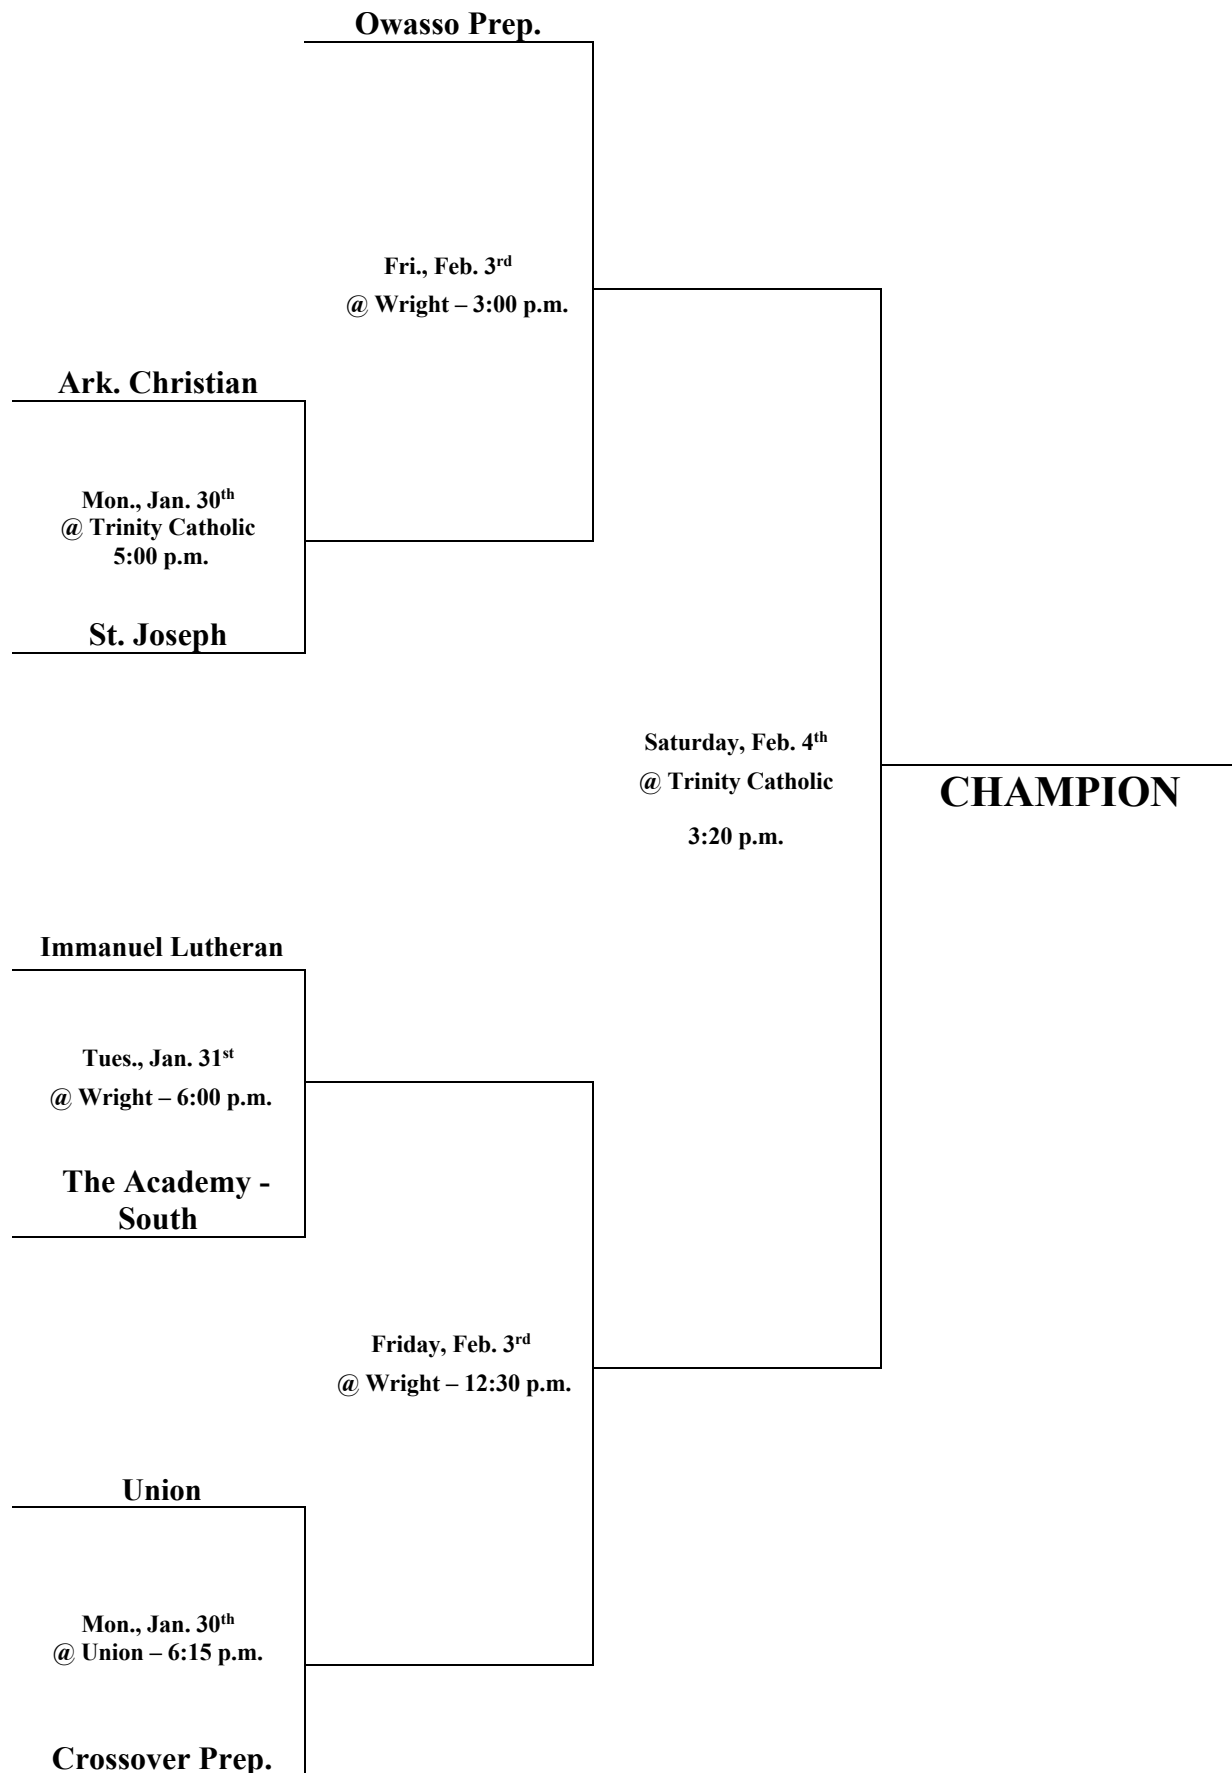 Owasso Prep.
Fri., Feb. 3rd
@ Wright – 3:00 p.m.
Ark. Christian
Mon., Jan. 30th
@ Trinity Catholic
5:00 p.m.
St. Joseph
Saturday, Feb. 4th
@ Trinity Catholic
3:20 p.m.
CHAMPION
Immanuel Lutheran
Tues., Jan. 31st
@ Wright – 6:00 p.m.
The Academy -
South
Friday, Feb. 3rd
@ Wright – 12:30 p.m.
Union
Mon., Jan. 30th
@ Union – 6:15 p.m.
Crossover Prep.